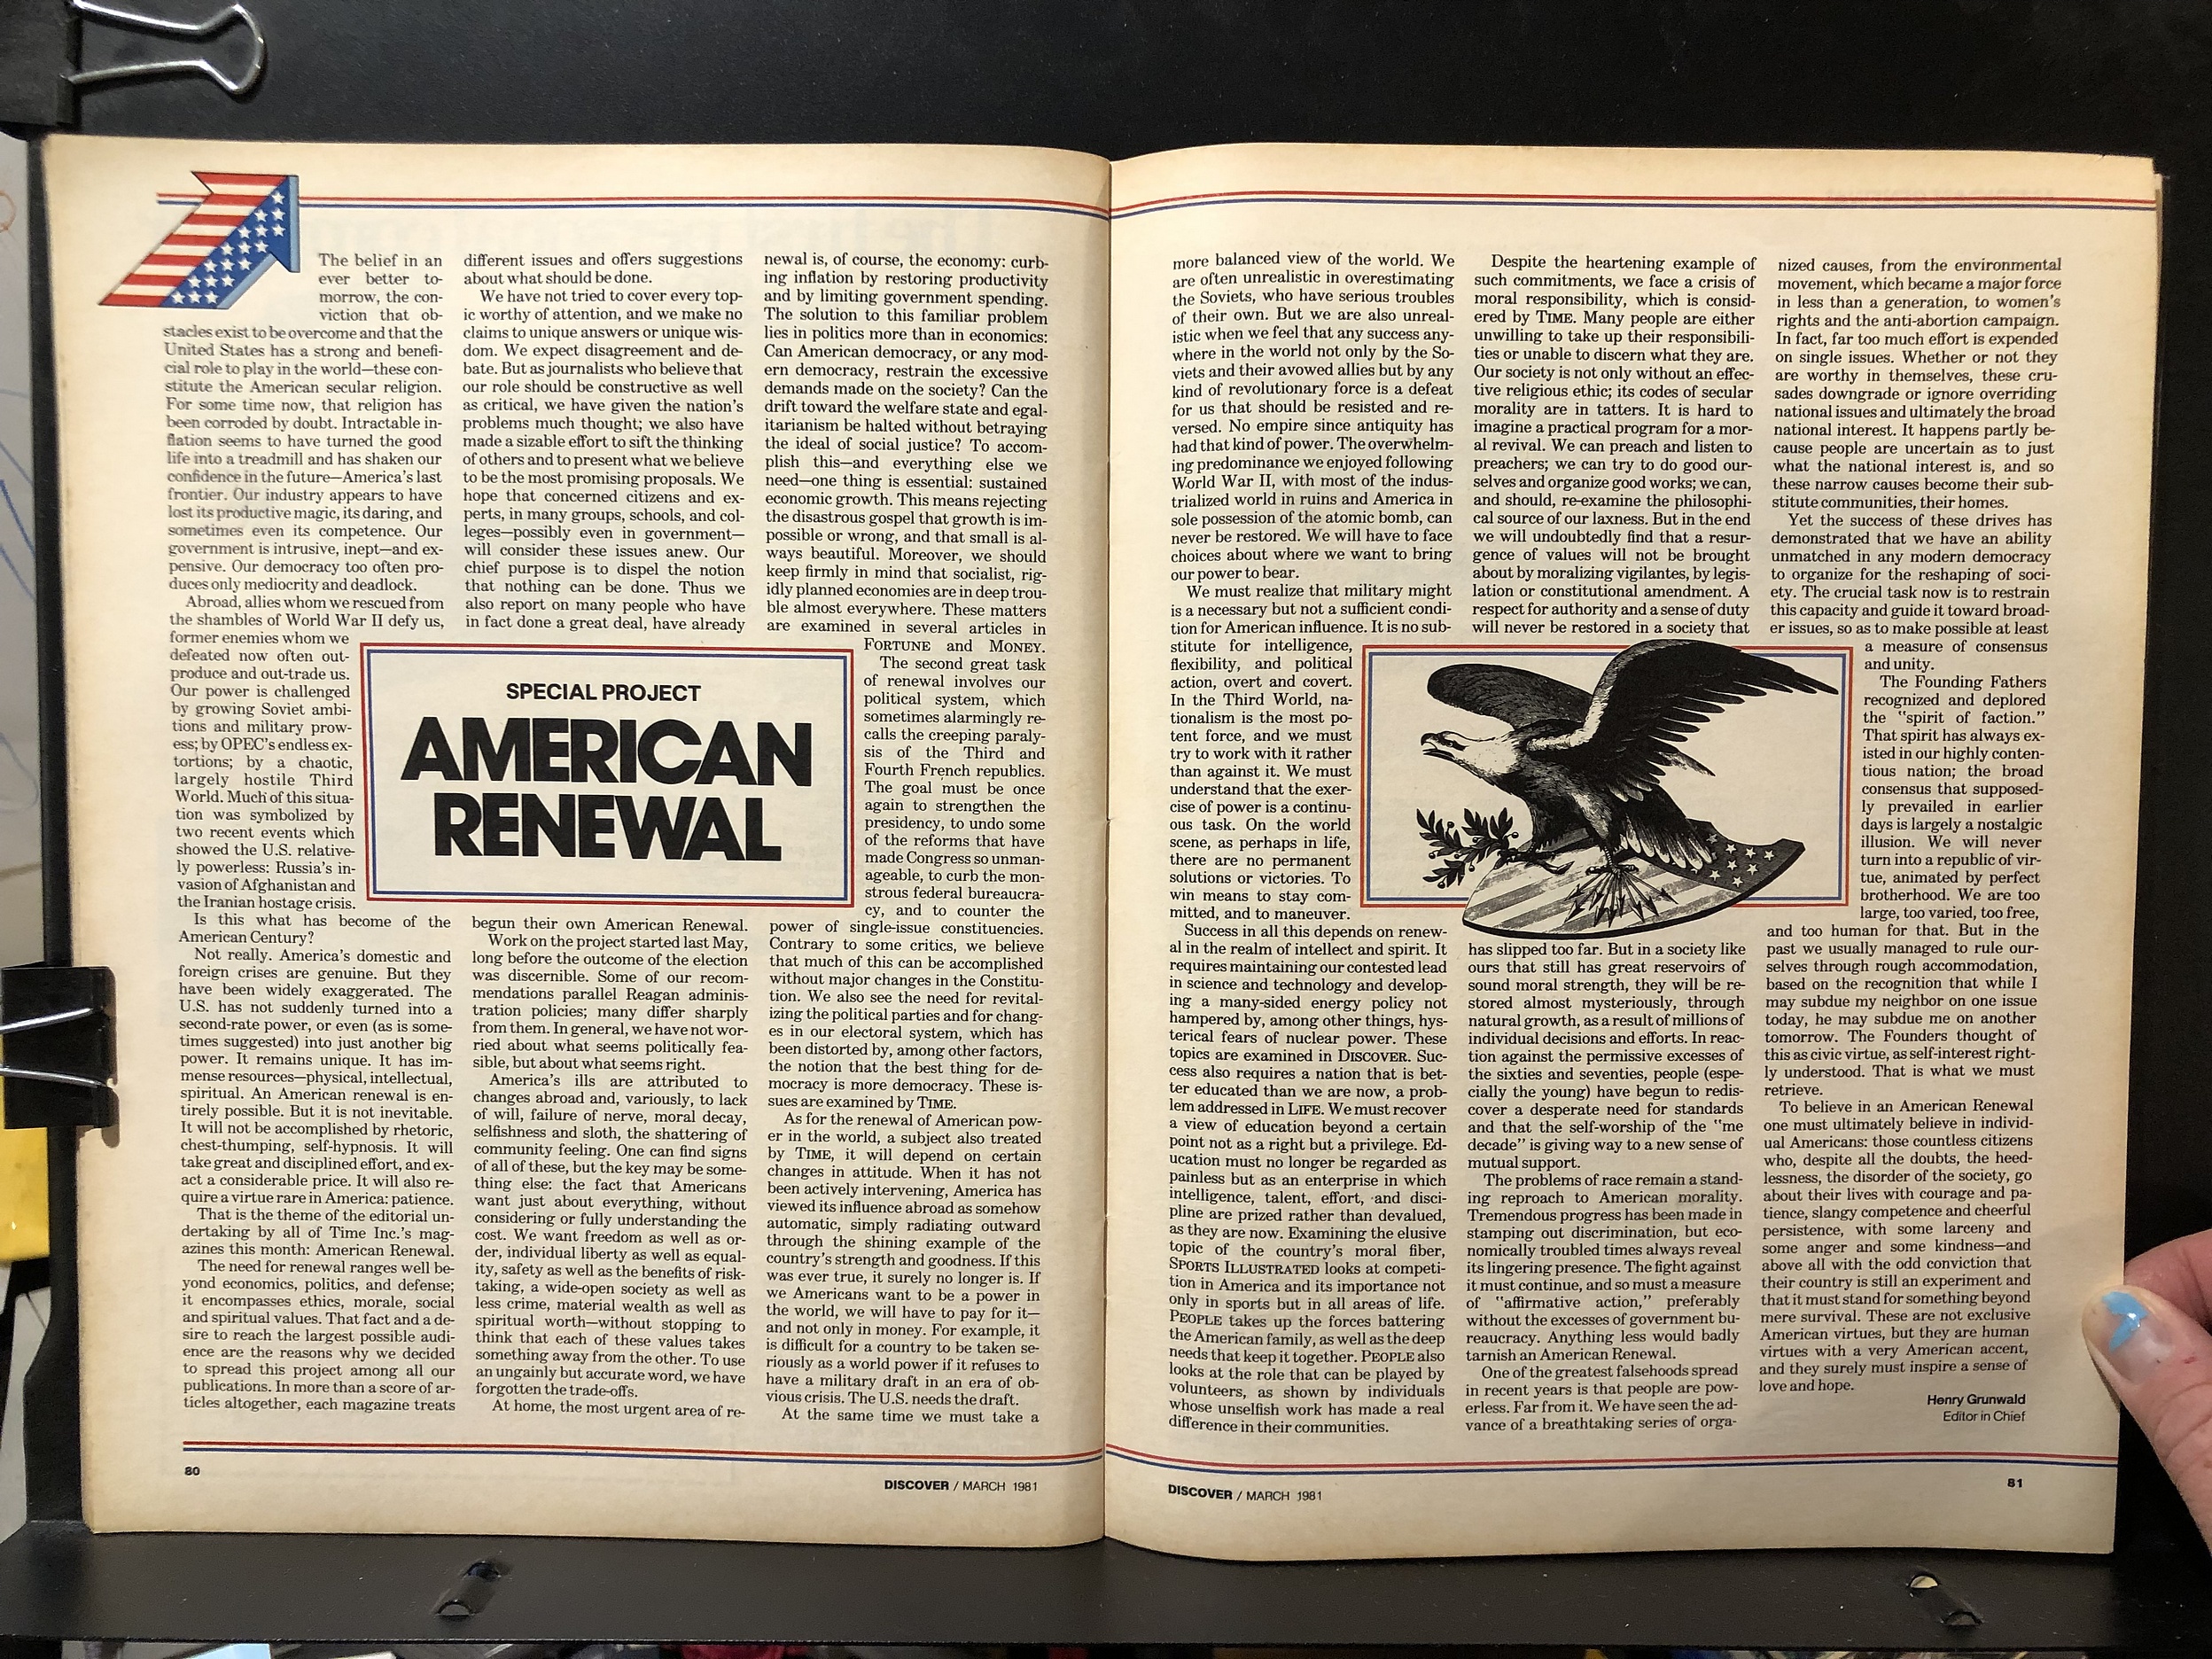 The belief in an
ever better to-
morrow, the con-
viction that ob-
stacles exist to be overcome and that the
United States has a strong and benefi-
cial role to play in the world—these con-
stitute the American secular religion.
For some time now, that religion has
been corroded by doubt. Intractable in-
flation seems to have turned the good
life into a treadmill and has shaken our
confidence in the future—America's last
frontier. Our industry appears to have
lost its productive magic, its daring, and
sometimes even its competence. Our
government is intrusive, inept—and ex-
pensive. Our democracy too often pro-
duces only mediocrity and deadlock.
Abroad, allies whom we rescued from
the shambles of World War II defy us,
former enemies whom we
defeated now often out-
produce and out-trade us.
Our power is challenged
by growing Soviet ambi-
tions and military prow-
ess; by OPEC's endless ex-
tortions; by a chaotic,
largely hostile Third
World. Much of this situa-
tion was symbolized by
two recent events which
showed the U.S. relative-
ly powerless: Russia's in-
vasion of Afghanistan and
the Iranian hostage crisis.
Is this what has become of the
American Century?
Not really. America's domestic and
foreign crises are genuine. But they
have been widely exaggerated. The
U.S. has not suddenly turned into a
second-rate power, or even (as is some-
times suggested) into just another big
power. It remains unique. It has im-
mense resources—physical, intellectual,
spiritual. An American renewal is en-
tirely possible. But it is not inevitable.
It will not be accomplished by rhetoric,
chest-thumping, self-hypnosis. It will
take great and disciplined effort, and ex-
act a considerable price. It will also re-
quire a virtue rare in America: patience.
That is the theme of the editorial un-
dertaking by all of Time Inc.'s mag-
azines this month: American Renewal.
The need for renewal ranges well be-
yond economics, politics, and defense;
it encompasses ethics, morale, social
and spiritual values. That fact and a de-
sire to reach the largest possible audi-
ence are the reasons why we decided
to spread this project among all our
publications. In more than a score of ar-
ticles altogether, each magazine treats
different issues and offers suggestions
about what should be done.
We have not tried to cover every top-
ic worthy of attention, and we make no
claims to unique answers or unique wis-
dom. We expect disagreement and de-
bate. But as journalists who believe that
our role should be constructive as well
as critical, we have given the nation's
problems much thought; we also have
made a sizable effort to sift the thinking
of others and to present what we believe
to be the most promising proposals. We
hope that concerned citizens and ex-
perts, in many groups, schools, and col-
leges—possibly even in government—
will consider these issues anew. Our
chief purpose is to dispel the notion
that nothing can be done. Thus we
also report on many people who have
in fact done a great deal, have already
SPECIAL PROJECT
AMERICAN
RENEWAL
begun their own American Renewal.
Work on the project started last May,
long before the outcome of the election
was discernible. Some of our recom-
mendations parallel Reagan adminis-
tration policies; many differ sharply
from them. In general, we have not wor-
ried about what seems politically fea-
sible, but about what seems right.
America's ills are attributed to
changes abroad and, variously, to lack
of will, failure of nerve, moral decay,
selfishness and sloth, the shattering of
community feeling. One can find signs
of all of these, but the key may be some-
thing else: the fact that Americans
want just about everything, without
considering or fully understanding the
cost. We want freedom as well as or-
der, individual liberty as well as equal-
ity, safety as well as the benefits of risk-
taking, a wide-open society as well as
less crime, material wealth as well as
spiritual worth—without stopping to
think that each of these values takes
something away from the other. To use
an ungainly but accurate word, we have
forgotten the trade-offs.
At home, the most urgent area of re-
newal is, of course, the economy: curb-
ing inflation by restoring productivity
and by limiting government spending.
The solution to this familiar problem
lies in politics more than in economics:
Can American democracy, or any mod-
ern democracy, restrain the excessive
demands made on the society? Can the
drift toward the welfare state and egal-
itarianism be halted without betraying
the ideal of social justice? To accom-
plish this—and everything else we
need—one thing is essential: sustained
economic growth. This means rejecting
the disastrous gospel that growth is im-
possible or wrong, and that small is al-
ways beautiful. Moreover, we should
keep firmly in mind that socialist, rig-
idly planned economies are in deep trou-
ble almost everywhere. These matters
are examined in several articles in
FORTUNE and MONEY.
The second great task
of renewal involves our
political system, which
sometimes alarmingly re-
calls the creeping paraly-
sis of the Third and
Fourth French republics.
The goal must be once
again to strengthen the
presidency, to undo some
of the reforms that have
made Congress so unman-
ageable, to curb the mon-
strous federal bureaucra-
cy, and to counter the
power of single-issue constituencies.
Contrary to some critics, we believe
that much of this can be accomplished
without major changes in the Constitu-
tion. We also see the need for revital-
izing the political parties and for chang-
es in our electoral system, which has
been distorted by, among other factors,
the notion that the best thing for de-
mocracy is more democracy. These is-
sues are examined by TIME.
As for the renewal of American pow-
er in the world, a subject also treated
by TIME, it will depend on certain
changes in attitude. When it has not
been actively intervening, America has
viewed its influence abroad as somehow
automatic, simply radiating outward
through the shining example of the
country's strength and goodness. If this
was ever true, it surely no longer is. If
we Americans want to be a power in
the world, we will have to pay for it—
and not only in money. For example, it
is difficult for a country to be taken se-
riously as a world power if it refuses to
have a military draft in an era of ob-
vious crisis. The U.S. needs the draft.
At the same time we must take a
80
DISCOVER / MARCH 1981
more balanced view of the world. We
are often unrealistic in overestimating
the Soviets, who have serious troubles
of their own. But we are also unreal-
istic when we feel that any success any-
where in the world not only by the So-
viets and their avowed allies but by any
kind of revolutionary force is a defeat
for us that should be resisted and re-
versed. No empire since antiquity has
had that kind of power. The overwhelm-
ing predominance we enjoyed following
World War II, with most of the indus-
trialized world in ruins and America in
sole possession of the atomic bomb, can
never be restored. We will have to face
choices about where we want to bring
our power to bear.
We must realize that military might
is a necessary but not a sufficient condi-
tion for American influence. It is no sub-
stitute for intelligence,
flexibility, and political
action, overt and covert.
In the Third World, na-
tionalism is the most po-
tent force, and we must
try to work with it rather
than against it. We must
understand that the exer-
cise of power is a continu-
ous task. On the world
scene, as perhaps in life,
there are no permanent
solutions or victories. To
win means to stay com-
mitted, and to maneuver.
Success in all this depends on renew-
al in the realm of intellect and spirit. It
requires maintaining our contested lead
in science and technology and develop-
ing a many-sided energy policy not
hampered by, among other things, hys-
terical fears of nuclear power. These
topics are examined in DISCOVER. Suc-
cess also requires a nation that is bet-
ter educated than we are now, a prob-
lem addressed in LIFE. We must recover
a view of education beyond a certain
point not as a right but a privilege. Ed-
ucation must no longer be regarded as
painless but as an enterprise in which
intelligence, talent, effort, and disci-
pline are prized rather than devalued,
as they are now. Examining the elusive
topic of the country's moral fiber,
SPORTS ILLUSTRATED looks at competi-
tion in America and its importance not
only in sports but in all areas of life.
PEOPLE takes up the forces battering
the American family, as well as the deep
needs that keep it together. PEOPLE also
looks at the role that can be played by
volunteers, as shown by individuals
whose unselfish work has made a real
difference in their communities.
Despite the heartening example of
such commitments, we face a crisis of
moral responsibility, which is consid-
ered by TIME. Many people are either
unwilling to take up their responsibili-
ties or unable to discern what they are.
Our society is not only without an effec-
tive religious ethic; its codes of secular
morality are in tatters. It is hard to
imagine a practical program for a mor-
al revival. We can preach and listen to
preachers; we can try to do good our-
selves and organize good works; we can,
and should, re-examine the philosophi-
cal source of our laxness. But in the end
we will undoubtedly find that a resur-
gence of values will not be brought
about by moralizing vigilantes, by legis-
lation or constitutional amendment. A
respect for authority and a sense of duty
will never be restored in a society that
has slipped too far. But in a society like
ours that still has great reservoirs of
sound moral strength, they will be re-
stored almost mysteriously, through
natural growth, as a result of millions of
individual decisions and efforts. In reac-
tion against the permissive excesses of
the sixties and seventies, people (espe-
cially the young) have begun to redis-
cover a desperate need for standards
and that the self-worship of the "me
decade" is giving way to a new sense of
mutual support.
The problems of race remain a stand-
ing reproach to American morality.
Tremendous progress has been made in
stamping out discrimination, but eco-
nomically troubled times always reveal
its lingering presence. The fight against
it must continue, and so must a measure
of "affirmative action," preferably
without the excesses of government bu-
reaucracy. Anything less would badly
tarnish an American Renewal.
One of the greatest falsehoods spread
in recent years is that people are pow-
erless. Far from it. We have seen the ad-
vance of a breathtaking series of orga-
nized causes, from the environmental
movement, which became a major force
in less than a generation, to women's
rights and the anti-abortion campaign.
In fact, far too much effort is expended
on single issues. Whether or not they
are worthy in themselves, these cru-
sades downgrade or ignore overriding
national issues and ultimately the broad
national interest. It happens partly be-
cause people are uncertain as to just
what the national interest is, and so
these narrow causes become their sub-
stitute communities, their homes.
Yet the success of these drives has
demonstrated that we have an ability
unmatched in any modern democracy
to organize for the reshaping of soci-
ety. The crucial task now is to restrain
this capacity and guide it toward broad-
er issues, so as to make possible at least
a measure of consensus
and unity.
The Founding Fathers
recognized and deplored
the "spirit of faction."
That spirit has always ex-
isted in our highly conten-
tious nation; the broad
consensus that supposed-
ly prevailed in earlier
days is largely a nostalgic
illusion. We will never
turn into a republic of vir-
tue, animated by perfect
brotherhood. We are too
large, too varied, too free,
and too human for that. But in the
past we usually managed to rule our-
selves through rough accommodation,
based on the recognition that while I
may subdue my neighbor on one issue
today, he may subdue me on another
tomorrow. The Founders thought of
this as civic virtue, as self-interest right-
ly understood. That is what we must
retrieve.
To believe in an American Renewal
one must ultimately believe in individ-
ual Americans: those countless citizens
who, despite all the doubts, the heed-
lessness, the disorder of the society, go
about their lives with courage and pa-
tience, slangy competence and cheerful
persistence, with some larceny and
some anger and some kindness—and
above all with the odd conviction that
their country is still an experiment and
that it must stand for something beyond
mere survival. These are not exclusive
American virtues, but they are human
virtues with a very American accent,
and they surely must inspire a sense of
love and hope.
Henry Grunwald
Editor in Chief
DISCOVER / MARCH 1981
81